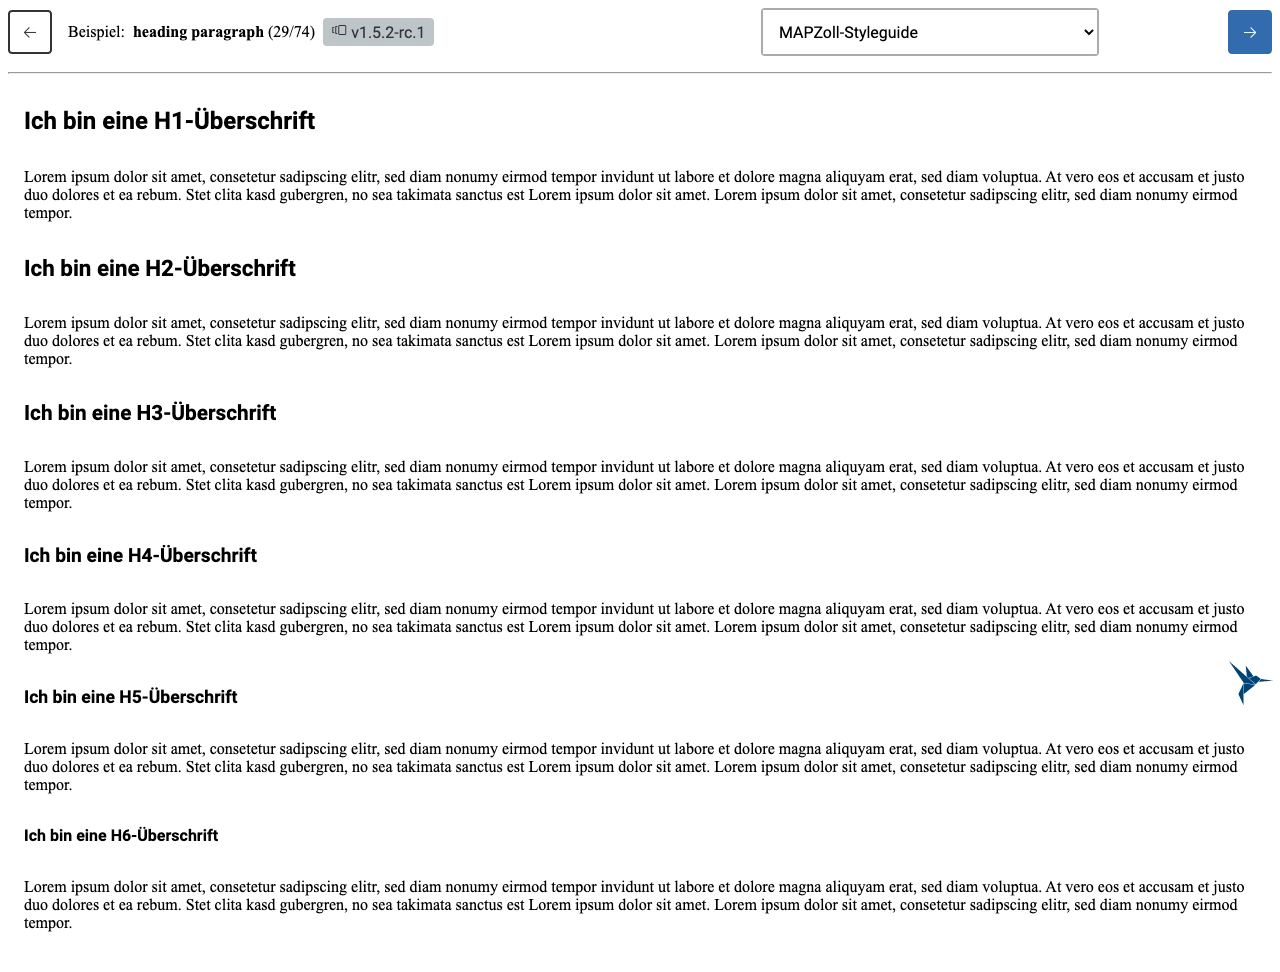 ← Beispiel: heading paragraph (29/74) v1.5.2-rc.1 MAPZoll-Styleguide →
Ich bin eine H1-Überschrift
Lorem ipsum dolor sit amet, consetetur sadipscing elitr, sed diam nonumy eirmod tempor invidunt ut labore et dolore magna aliquyam erat, sed diam voluptua. At vero eos et accusam et justo
duo dolores et ea rebum. Stet clita kasd gubergren, no sea takimata sanctus est Lorem ipsum dolor sit amet. Lorem ipsum dolor sit amet, consetetur sadipscing elitr, sed diam nonumy eirmod
tempor.
Ich bin eine H2-Überschrift
Lorem ipsum dolor sit amet, consetetur sadipscing elitr, sed diam nonumy eirmod tempor invidunt ut labore et dolore magna aliquyam erat, sed diam voluptua. At vero eos et accusam et justo
duo dolores et ea rebum. Stet clita kasd gubergren, no sea takimata sanctus est Lorem ipsum dolor sit amet. Lorem ipsum dolor sit amet, consetetur sadipscing elitr, sed diam nonumy eirmod
tempor.
Ich bin eine H3-Überschrift
Lorem ipsum dolor sit amet, consetetur sadipscing elitr, sed diam nonumy eirmod tempor invidunt ut labore et dolore magna aliquyam erat, sed diam voluptua. At vero eos et accusam et justo
duo dolores et ea rebum. Stet clita kasd gubergren, no sea takimata sanctus est Lorem ipsum dolor sit amet. Lorem ipsum dolor sit amet, consetetur sadipscing elitr, sed diam nonumy eirmod
tempor.
Ich bin eine H4-Überschrift
Lorem ipsum dolor sit amet, consetetur sadipscing elitr, sed diam nonumy eirmod tempor invidunt ut labore et dolore magna aliquyam erat, sed diam voluptua. At vero eos et accusam et justo
duo dolores et ea rebum. Stet clita kasd gubergren, no sea takimata sanctus est Lorem ipsum dolor sit amet. Lorem ipsum dolor sit amet, consetetur sadipscing elitr, sed diam nonumy eirmod
tempor.
Ich bin eine H5-Überschrift
Lorem ipsum dolor sit amet, consetetur sadipscing elitr, sed diam nonumy eirmod tempor invidunt ut labore et dolore magna aliquyam erat, sed diam voluptua. At vero eos et accusam et justo
duo dolores et ea rebum. Stet clita kasd gubergren, no sea takimata sanctus est Lorem ipsum dolor sit amet. Lorem ipsum dolor sit amet, consetetur sadipscing elitr, sed diam nonumy eirmod
tempor.
Ich bin eine H6-Überschrift
Lorem ipsum dolor sit amet, consetetur sadipscing elitr, sed diam nonumy eirmod tempor invidunt ut labore et dolore magna aliquyam erat, sed diam voluptua. At vero eos et accusam et justo
duo dolores et ea rebum. Stet clita kasd gubergren, no sea takimata sanctus est Lorem ipsum dolor sit amet. Lorem ipsum dolor sit amet, consetetur sadipscing elitr, sed diam nonumy eirmod
tempor.